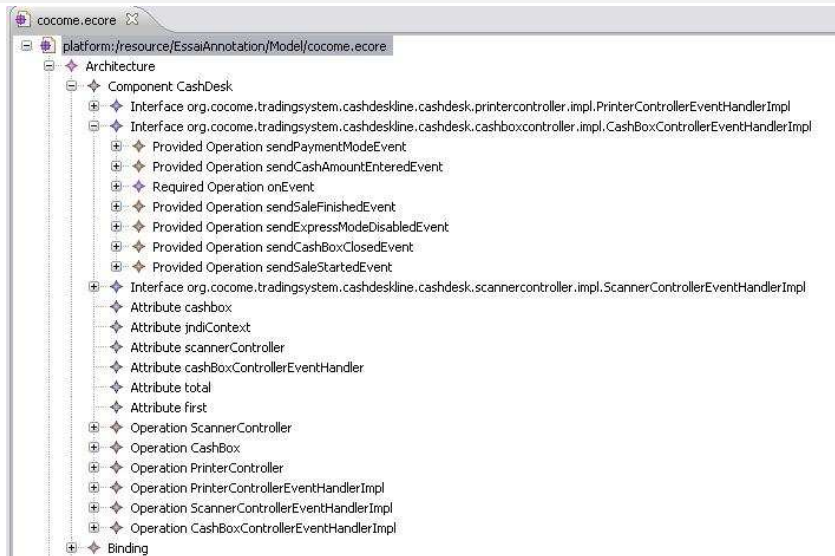 cocome.ecore
platform:/resource/EssaiAnnotation/Model/cocome.ecore
Architecture
Component CashDesk
Interface org.cocome.tradingsystem.cashdeskline.cashdesk.printercontroller.impl.PrinterControllerEventHandlerImpl
Interface org.cocome.tradingsystem.cashdeskline.cashdesk.cashboxcontroller.impl.CashBoxControllerEventHandlerImpl
Provided Operation sendPaymentModeEvent
Provided Operation sendCashAmountEnteredEvent
Required Operation onEvent
Provided Operation sendSaleFinishedEvent
Provided Operation sendExpressModeDisabledEvent
Provided Operation sendCashBoxClosedEvent
Provided Operation sendSaleStartedEvent
Interface org.cocome.tradingsystem.cashdeskline.cashdesk.scannercontroller.impl.ScannerControllerEventHandlerImpl
Attribute cashbox
Attribute jndiContext
Attribute scannerController
Attribute cashBoxControllerEventHandler
Attribute total
Attribute first
Operation ScannerController
Operation CashBox
Operation PrinterController
Operation PrinterControllerEventHandlerImpl
Operation ScannerControllerEventHandlerImpl
Operation CashBoxControllerEventHandlerImpl
Binding